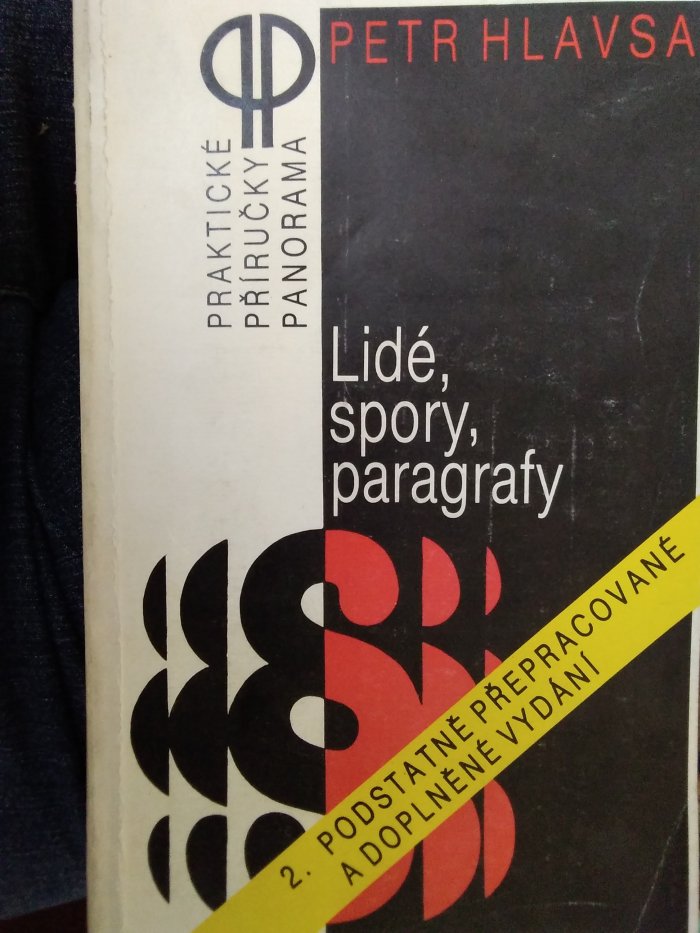 PETR HLAVSA
PRAKTICKÉ
PŘÍRUČKY
PANORAMA
Lidé,
spory,
paragrafy
2. PODSTATNĚ PŘEPRACOVANÉ
A DOPLNĚNÉ VYDÁNÍ